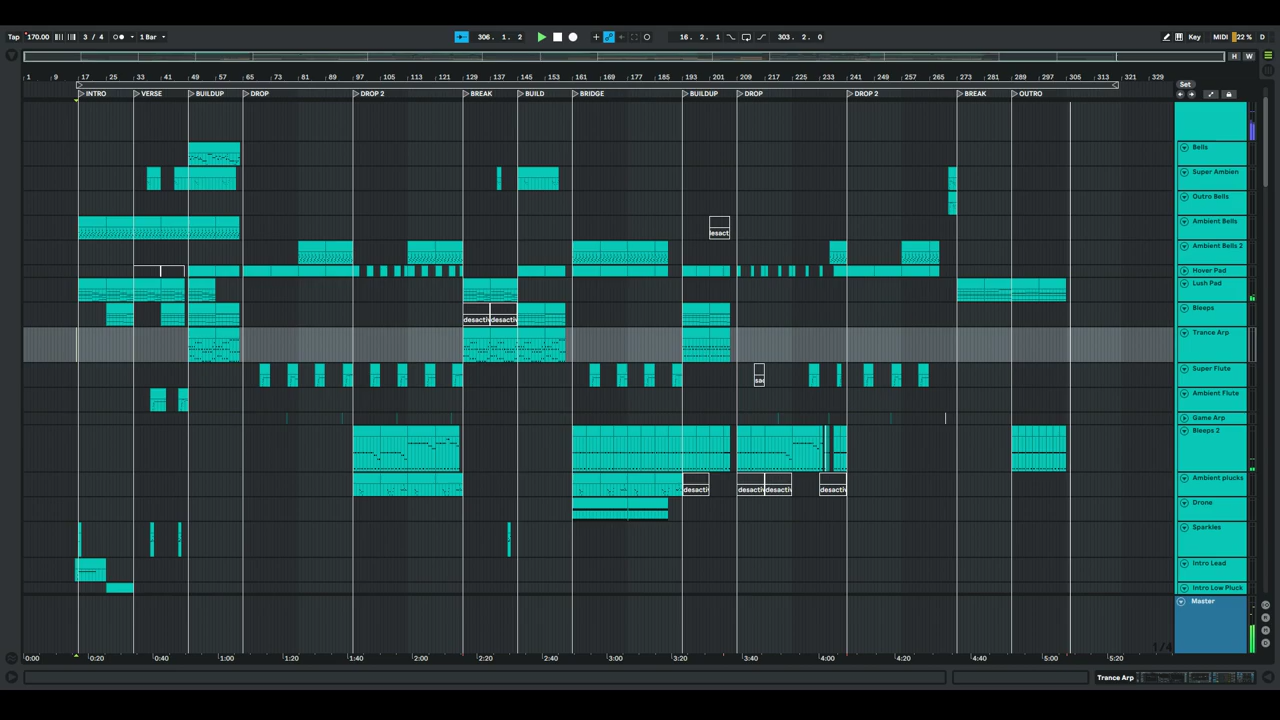 Tap 170.00 3 / 4 1 Bar 306. 1. 2 16. 2. 1 303. 2. 0 Key MIDI 22 % D
H W
1 9 17 25 33 41 49 57 65 73 81 89 97 105 113 121 129 137 145 153 161 169 177 185 193 201 209 217 225 233 241 249 257 265 273 281 289 297 305 313 321 329
Set
INTRO VERSE BUILDUP DROP DROP 2 BREAK BUILD BRIDGE BUILDUP DROP DROP 2 BREAK OUTRO
Bells
Super Ambien
Outro Bells
Ambient Bells
desact
Ambient Bells 2
Hover Pad
Lush Pad
Bleeps
desactiv desactiv
Trance Arp
Super Flute
Ambient Flute
Game Arp
Bleeps 2
Ambient plucks
desactiv desactiv desactiv desactiv
Drone
Sparkles
Intro Lead
Intro Low Pluck
Master
1/4
0:00 0:20 0:40 1:00 1:20 1:40 2:00 2:20 2:40 3:00 3:20 3:40 4:00 4:20 4:40 5:00 5:20
Trance Arp